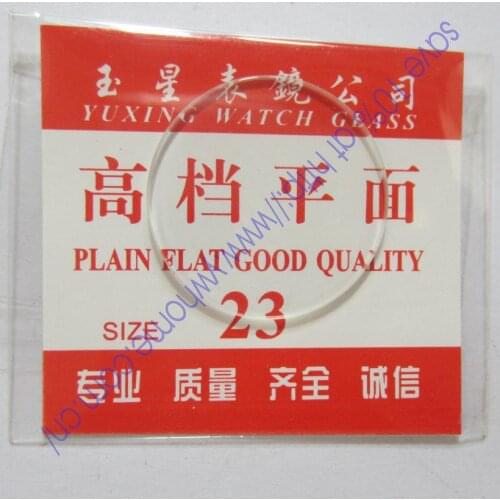 玉星表鏡公司
YUXING WATCH GLASS
高档平面
PLAIN FLAT GOOD QUALITY
SIZE 23
专业 质量 齐全 诚信